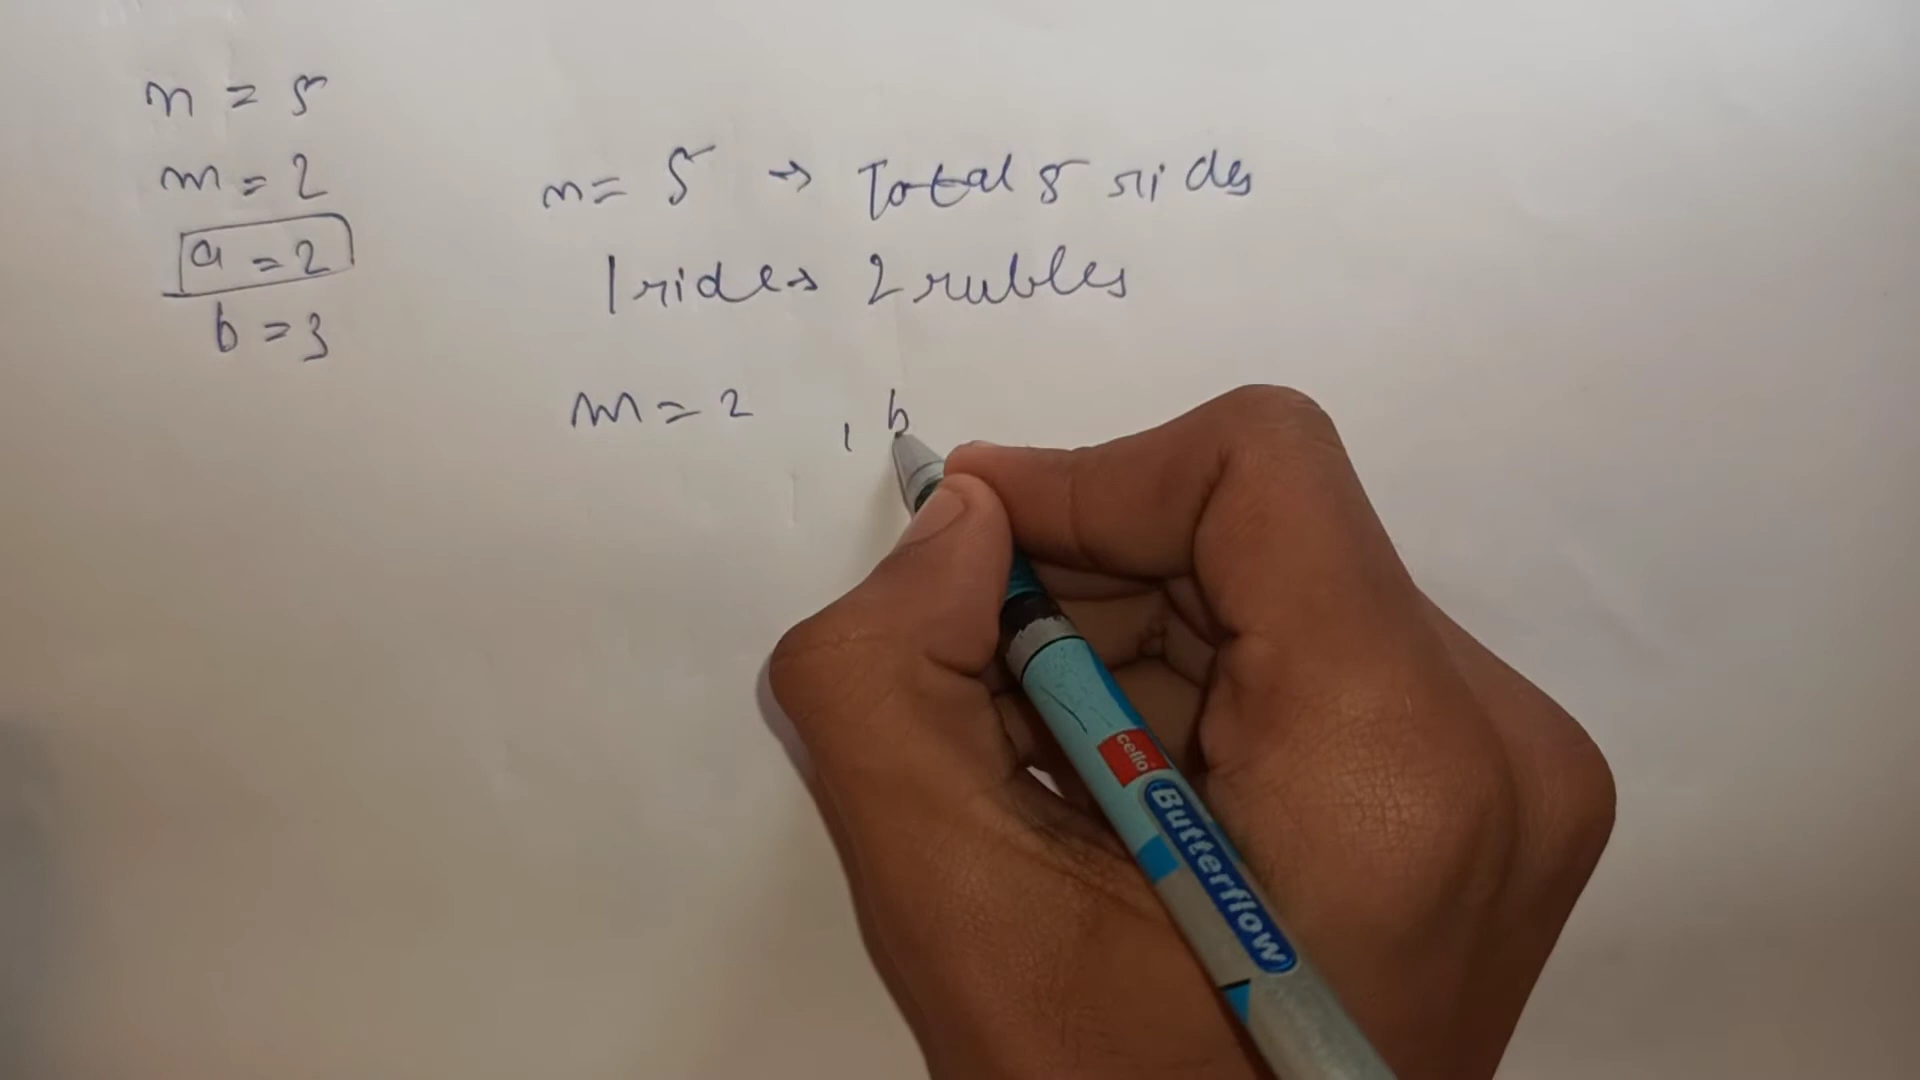 n = 5
m = 2
a = 2
b = 3
n = 5 → Total 5 rides
1 rides → 2 rubles
m = 2 , b
cello
Butterflow